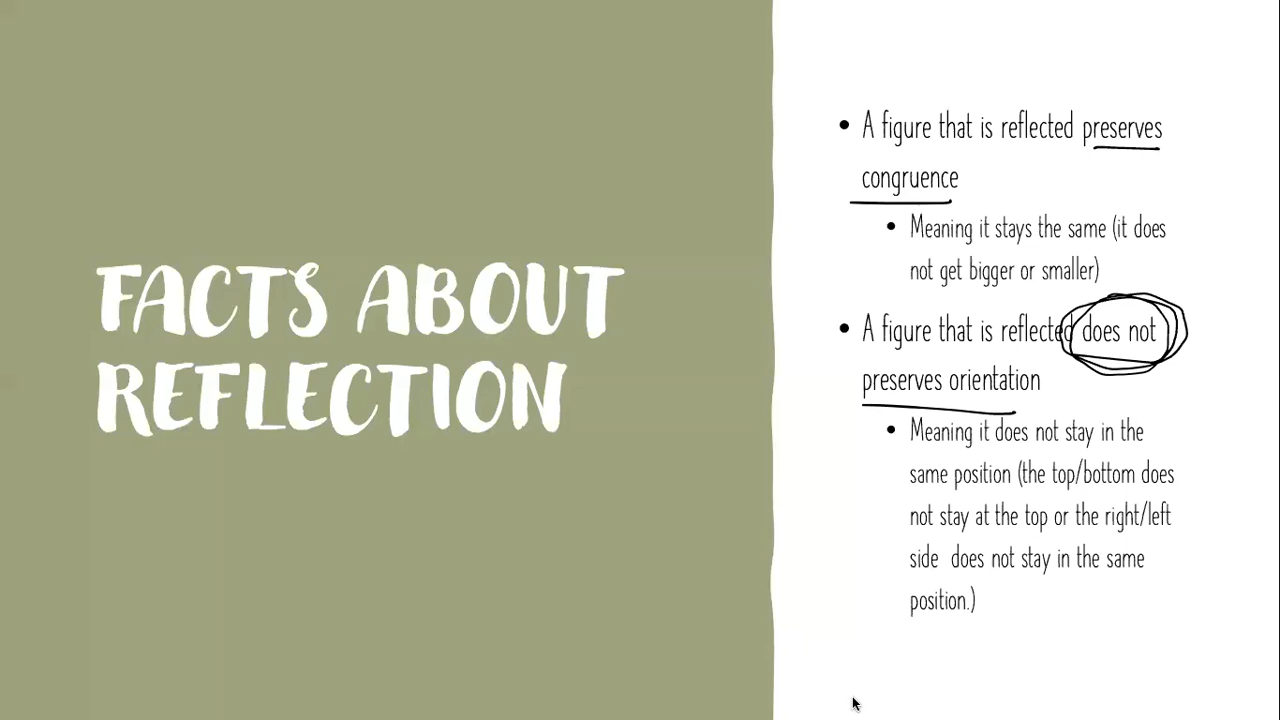 FACTS ABOUT
REFLECTION
• A figure that is reflected preserves
congruence
• Meaning it stays the same (it does
not get bigger or smaller)
• A figure that is reflected does not
preserves orientation
• Meaning it does not stay in the
same position (the top/bottom does
not stay at the top or the right/left
side does not stay in the same
position.)